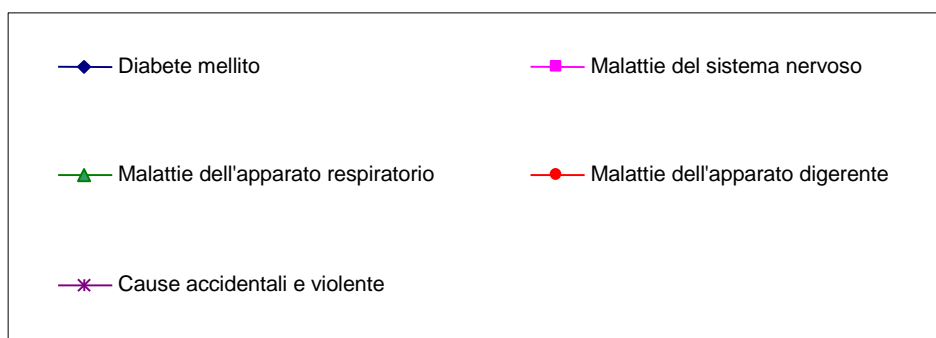 Diabete mellito
Malattie del sistema nervoso
Malattie dell'apparato respiratorio
Malattie dell'apparato digerente
Cause accidentali e violente